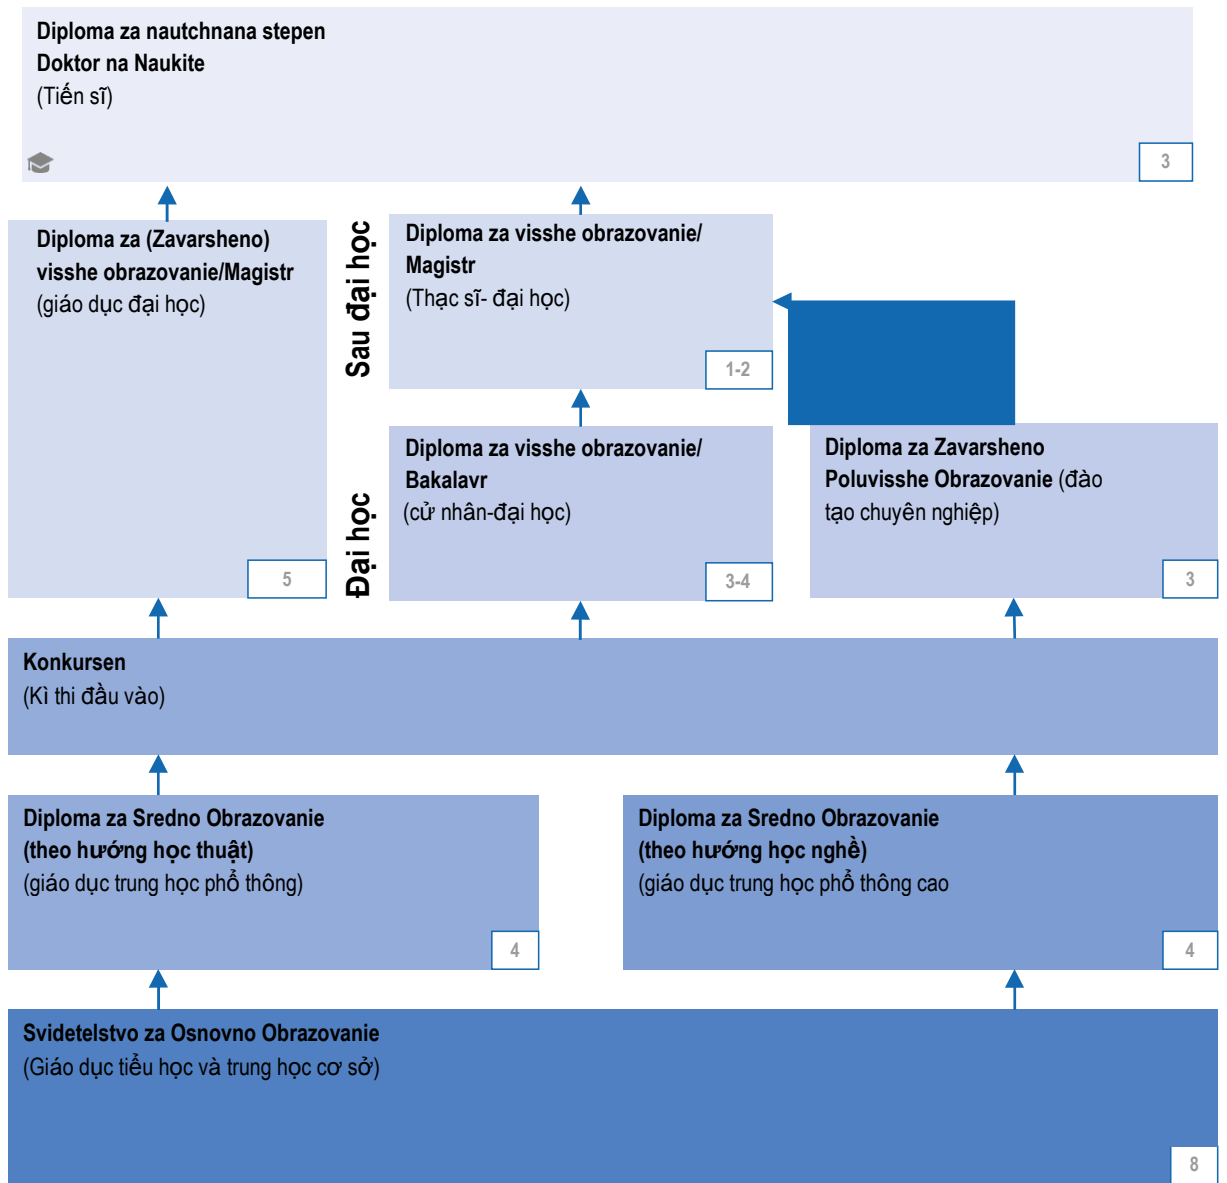 Diploma za nautchnana stepen
Doktor na Naukite
(Tiến sĩ)
3
Diploma za (Zavarsheno)
visshe obrazovanie/Magistr
(giáo dục đại học)
5
Sau đại học
Diploma za visshe obrazovanie/
Magistr
(Thạc sĩ- đại học)
1-2
Đại học
Diploma za visshe obrazovanie/
Bakalavr
(cử nhân-đại học)
3-4
Diploma za Zavarsheno
Poluvisshe Obrazovanie (đào
tạo chuyên nghiệp)
3
Konkursen
(Kì thi đầu vào)
Diploma za Sredno Obrazovanie
(theo hướng học thuật)
(giáo dục trung học phổ thông)
4
Diploma za Sredno Obrazovanie
(theo hướng học nghề)
(giáo dục trung học phổ thông cao
4
Svidetelstvo za Osnovno Obrazovanie
(Giáo dục tiểu học và trung học cơ sở)
8